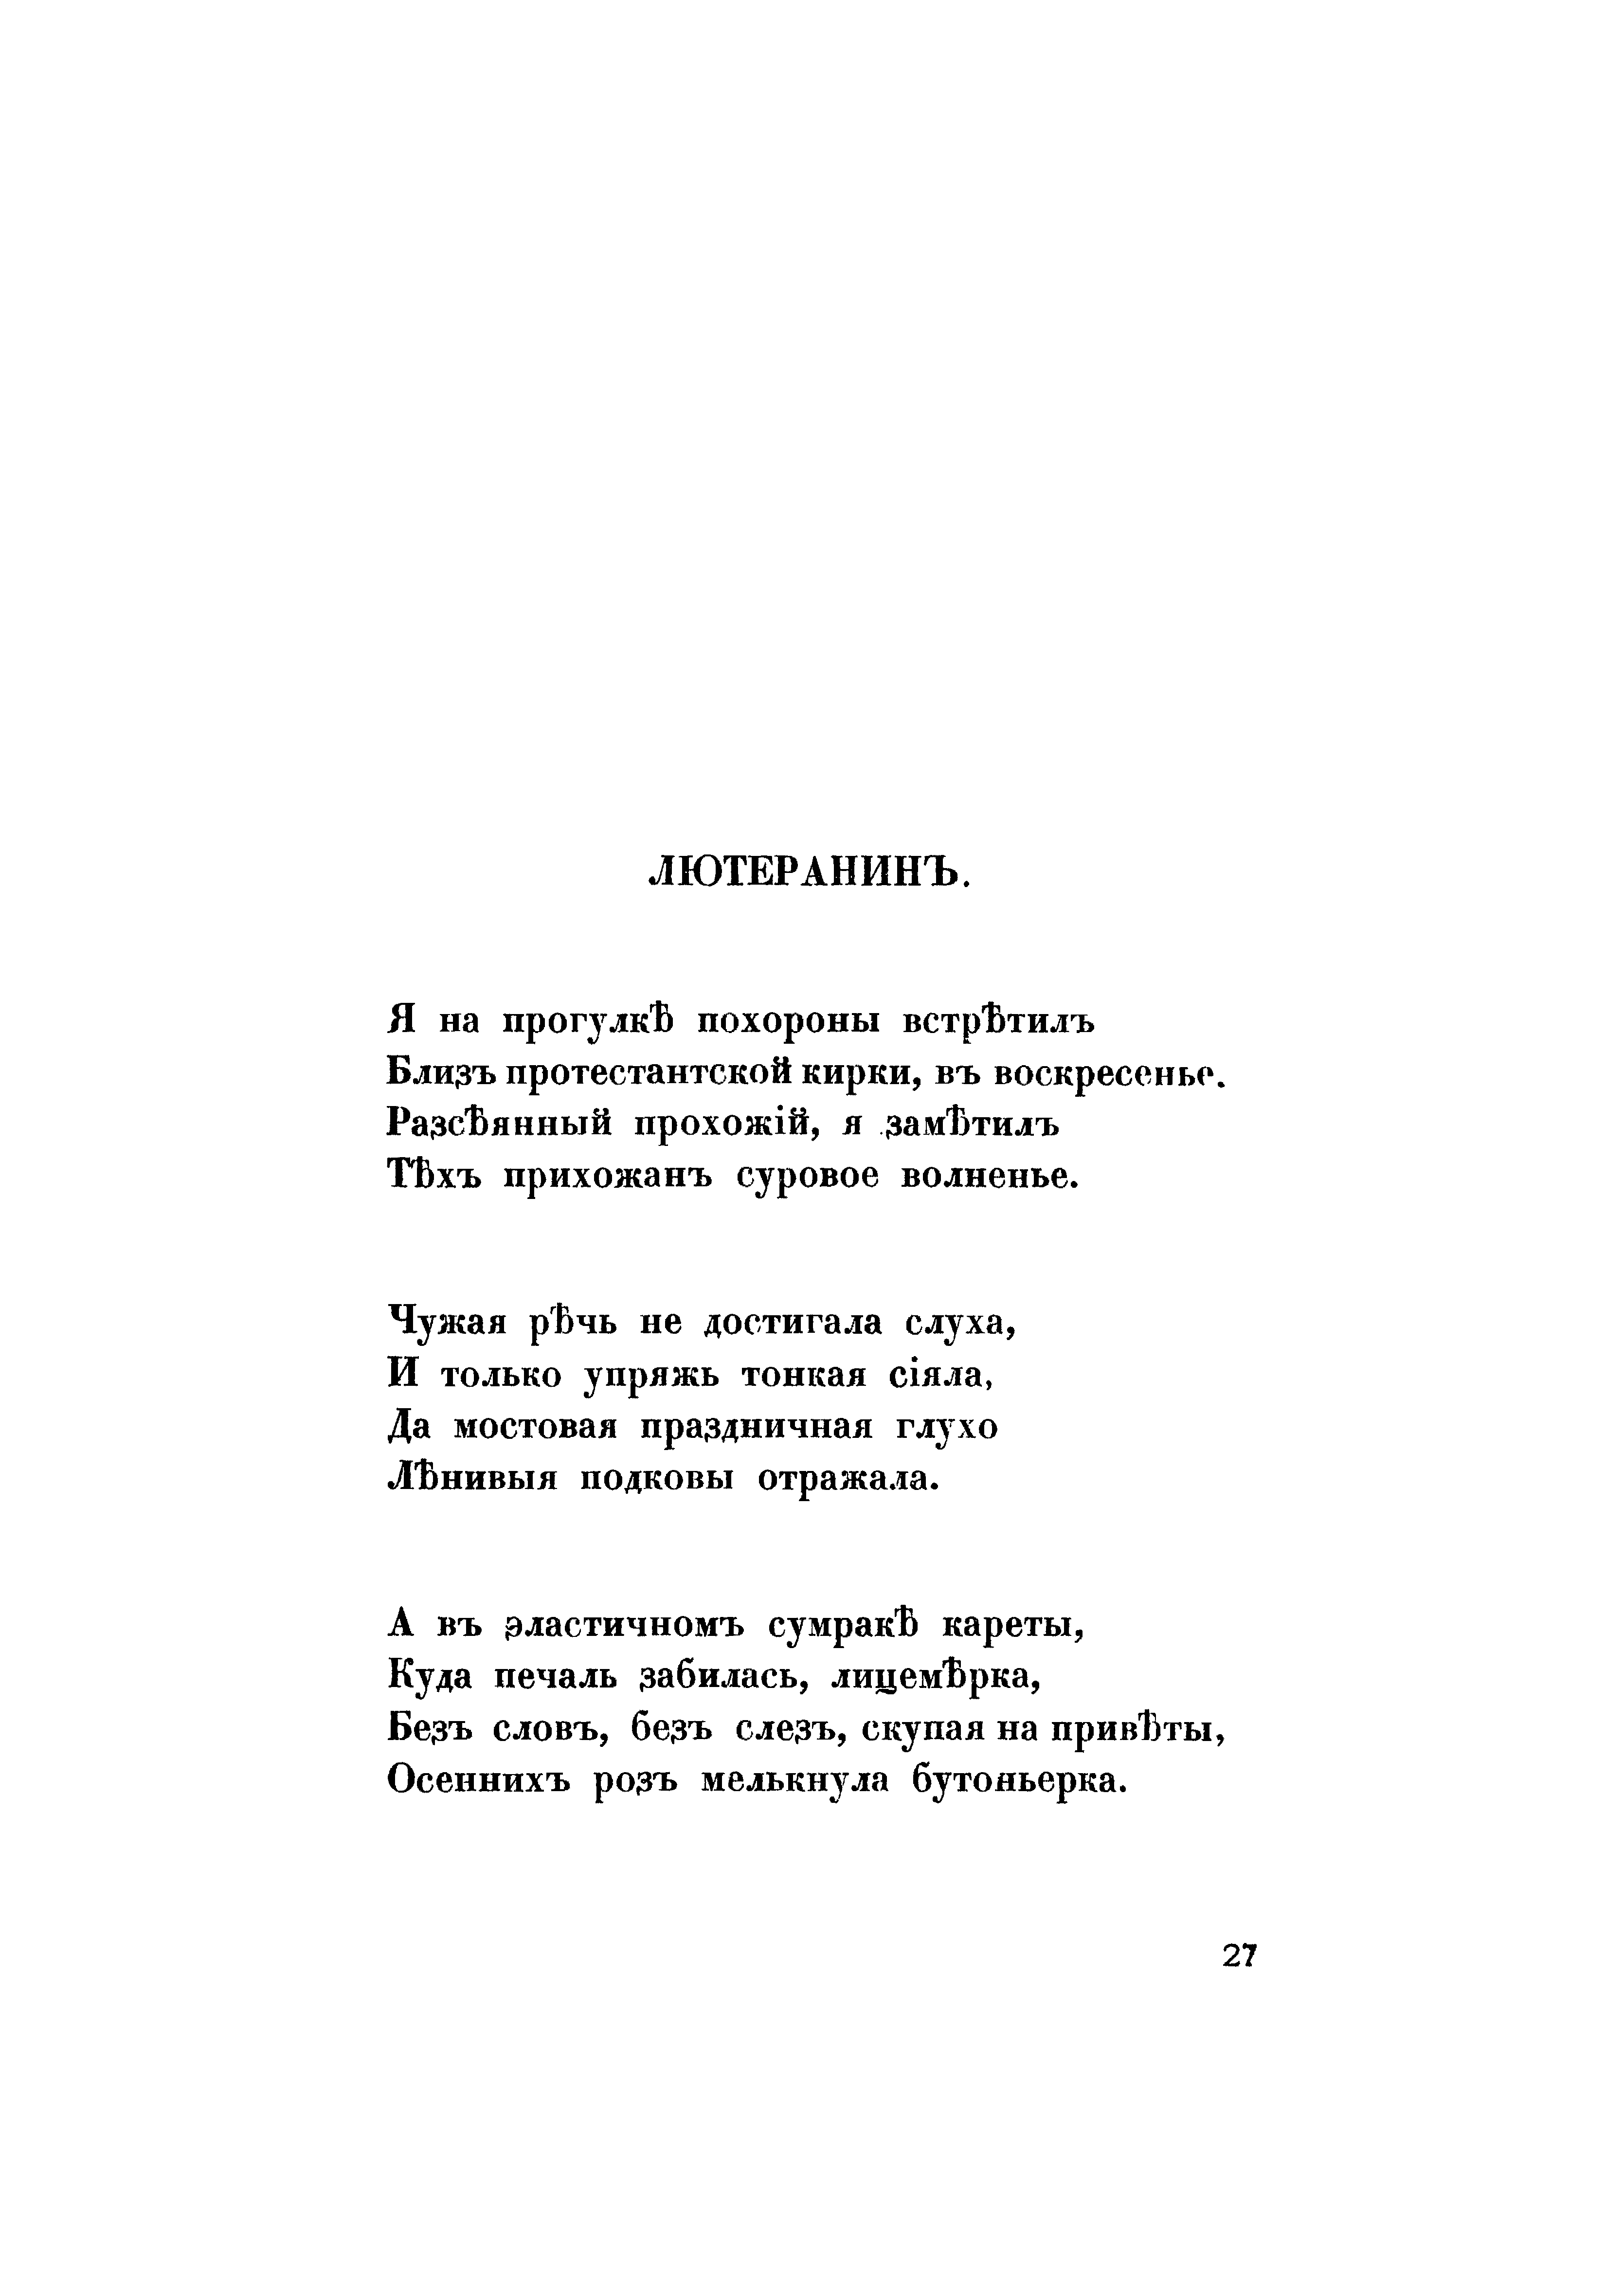 ЛЮТЕРАНИНЪ.
Я на прогулкѣ похороны встрѣтилъ
Близъ протестантской кирки, въ воскресенье.
Разсѣянный прохожій, я замѣтилъ
Тѣхъ прихожанъ суровое волненье.
Чужая рѣчь не достигала слуха,
И только упряжь тонкая сіяла,
Да мостовая праздничная глухо
Лѣнивыя подковы отражала.
А въ эластичномъ сумракѣ кареты,
Куда печаль забилась, лицемѣрка,
Безъ словъ, безъ слезъ, скупая на привѣты,
Осеннихъ розъ мелькнула бутоньерка.
27